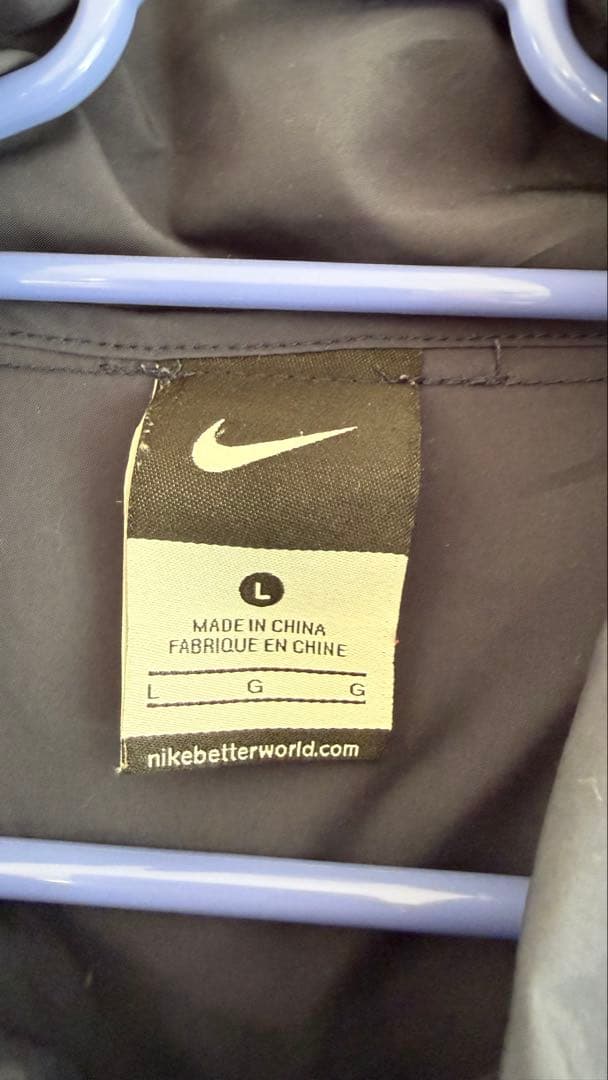 L
MADE IN CHINA
FABRIQUE EN CHINE
L G G
nikebetterworld.com